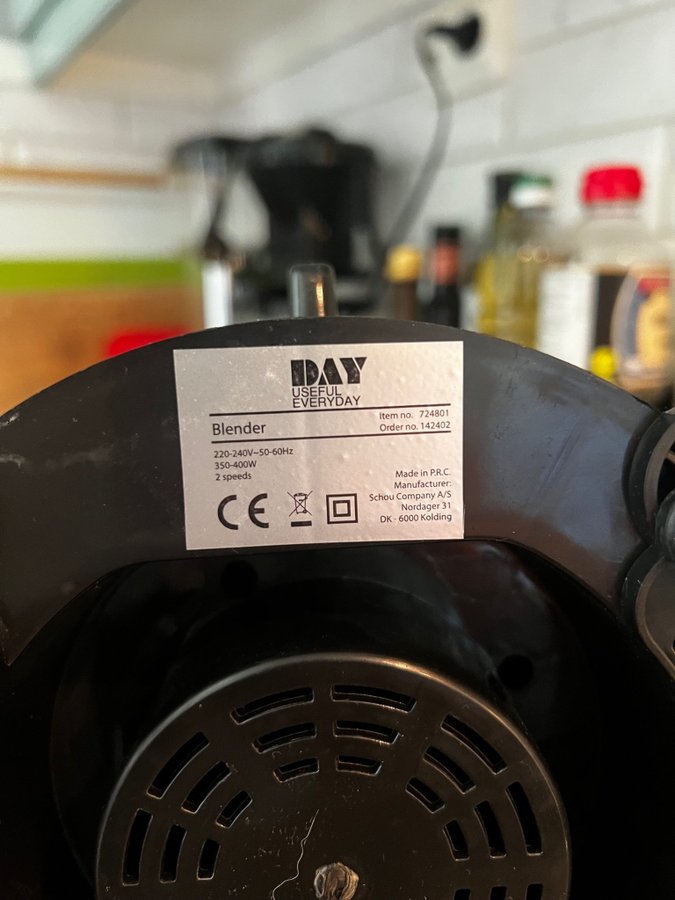 DAY
USEFUL
EVERYDAY
Blender
Item no. 724801
Order no. 142402
220-240V~50-60Hz
350-400W
2 speeds
Made in P.R.C.
Manufacturer:
Schou Company A/S
Nordager 31
DK - 6000 Kolding
CE